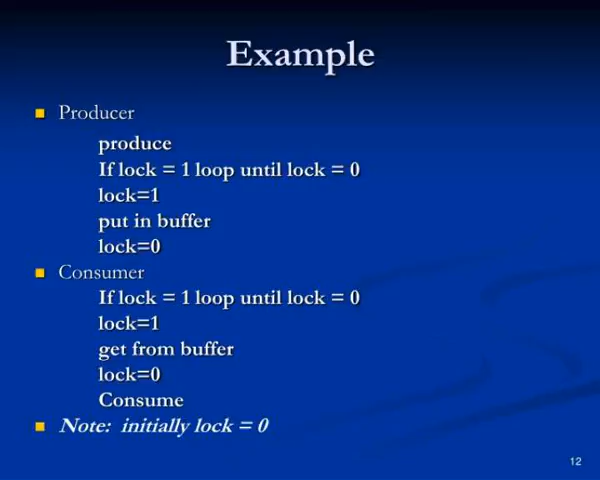 Example
Producer
produce
If lock = 1 loop until lock = 0
lock=1
put in buffer
lock=0
Consumer
If lock = 1 loop until lock = 0
lock=1
get from buffer
lock=0
Consume
Note: initially lock = 0
12